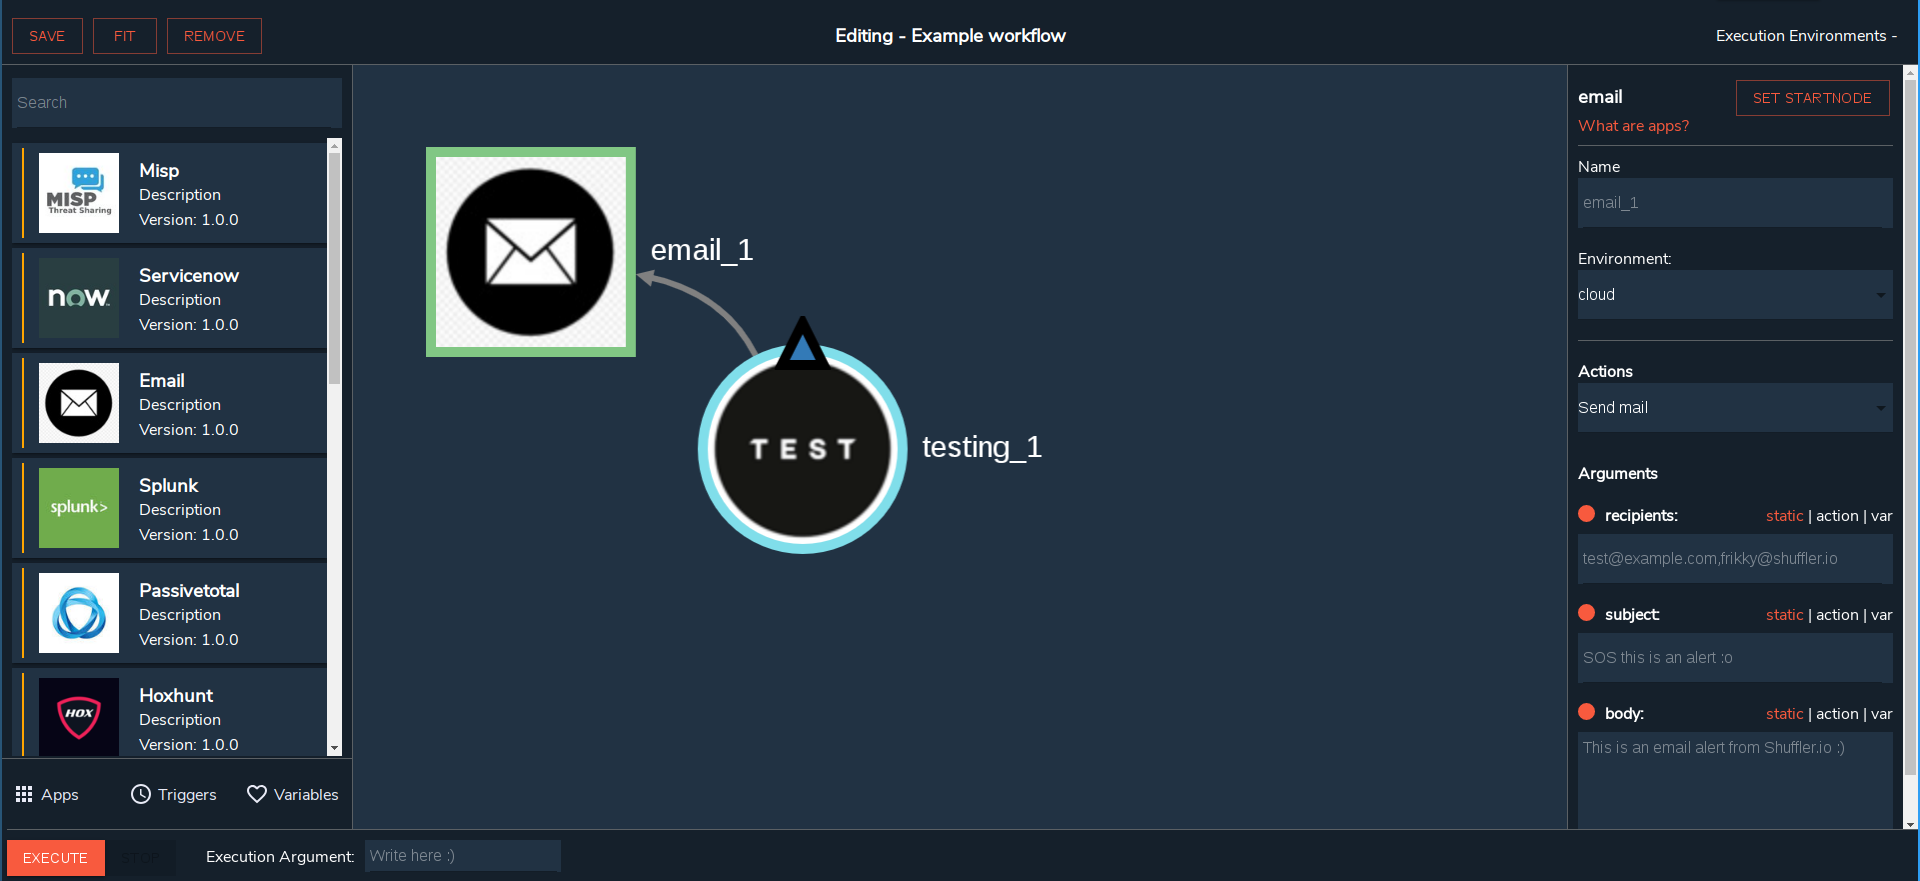 SAVE FIT REMOVE
Editing - Example workflow
Execution Environments -
Search
MISP
Threat Sharing
Misp
Description
Version: 1.0.0
now
Servicenow
Description
Version: 1.0.0
Email
Description
Version: 1.0.0
splunk>
Splunk
Description
Version: 1.0.0
Passivetotal
Description
Version: 1.0.0
HOX
Hoxhunt
Description
Version: 1.0.0
Apps Triggers Variables
email_1
TEST
testing_1
email
SET STARTNODE
What are apps?
Name
email_1
Environment:
cloud
Actions
Send mail
Arguments
recipients: static | action | var
test@example.com,frikky@shuffler.io
subject: static | action | var
SOS this is an alert :o
body: static | action | var
This is an email alert from Shuffler.io :)
EXECUTE STOP Execution Argument: Write here :)